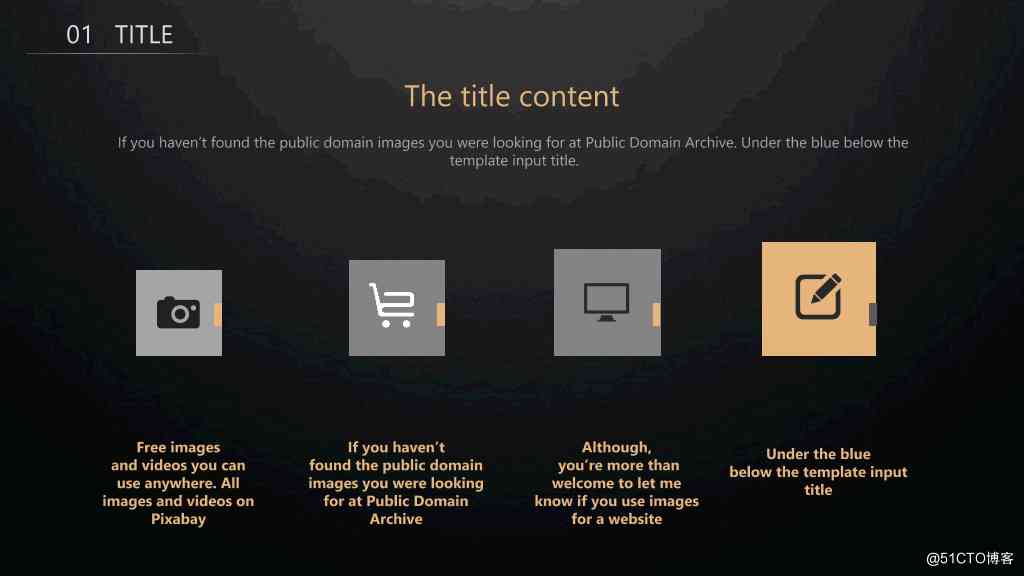 01 TITLE
The title content
If you haven’t found the public domain images you were looking for at Public Domain Archive. Under the blue below the
template input title.
Free images
and videos you can
use anywhere. All
images and videos on
Pixabay
If you haven’t
found the public domain
images you were looking
for at Public Domain
Archive
Although,
you’re more than
welcome to let me
know if you use images
for a website
Under the blue
below the template input
title
@51CTO博客